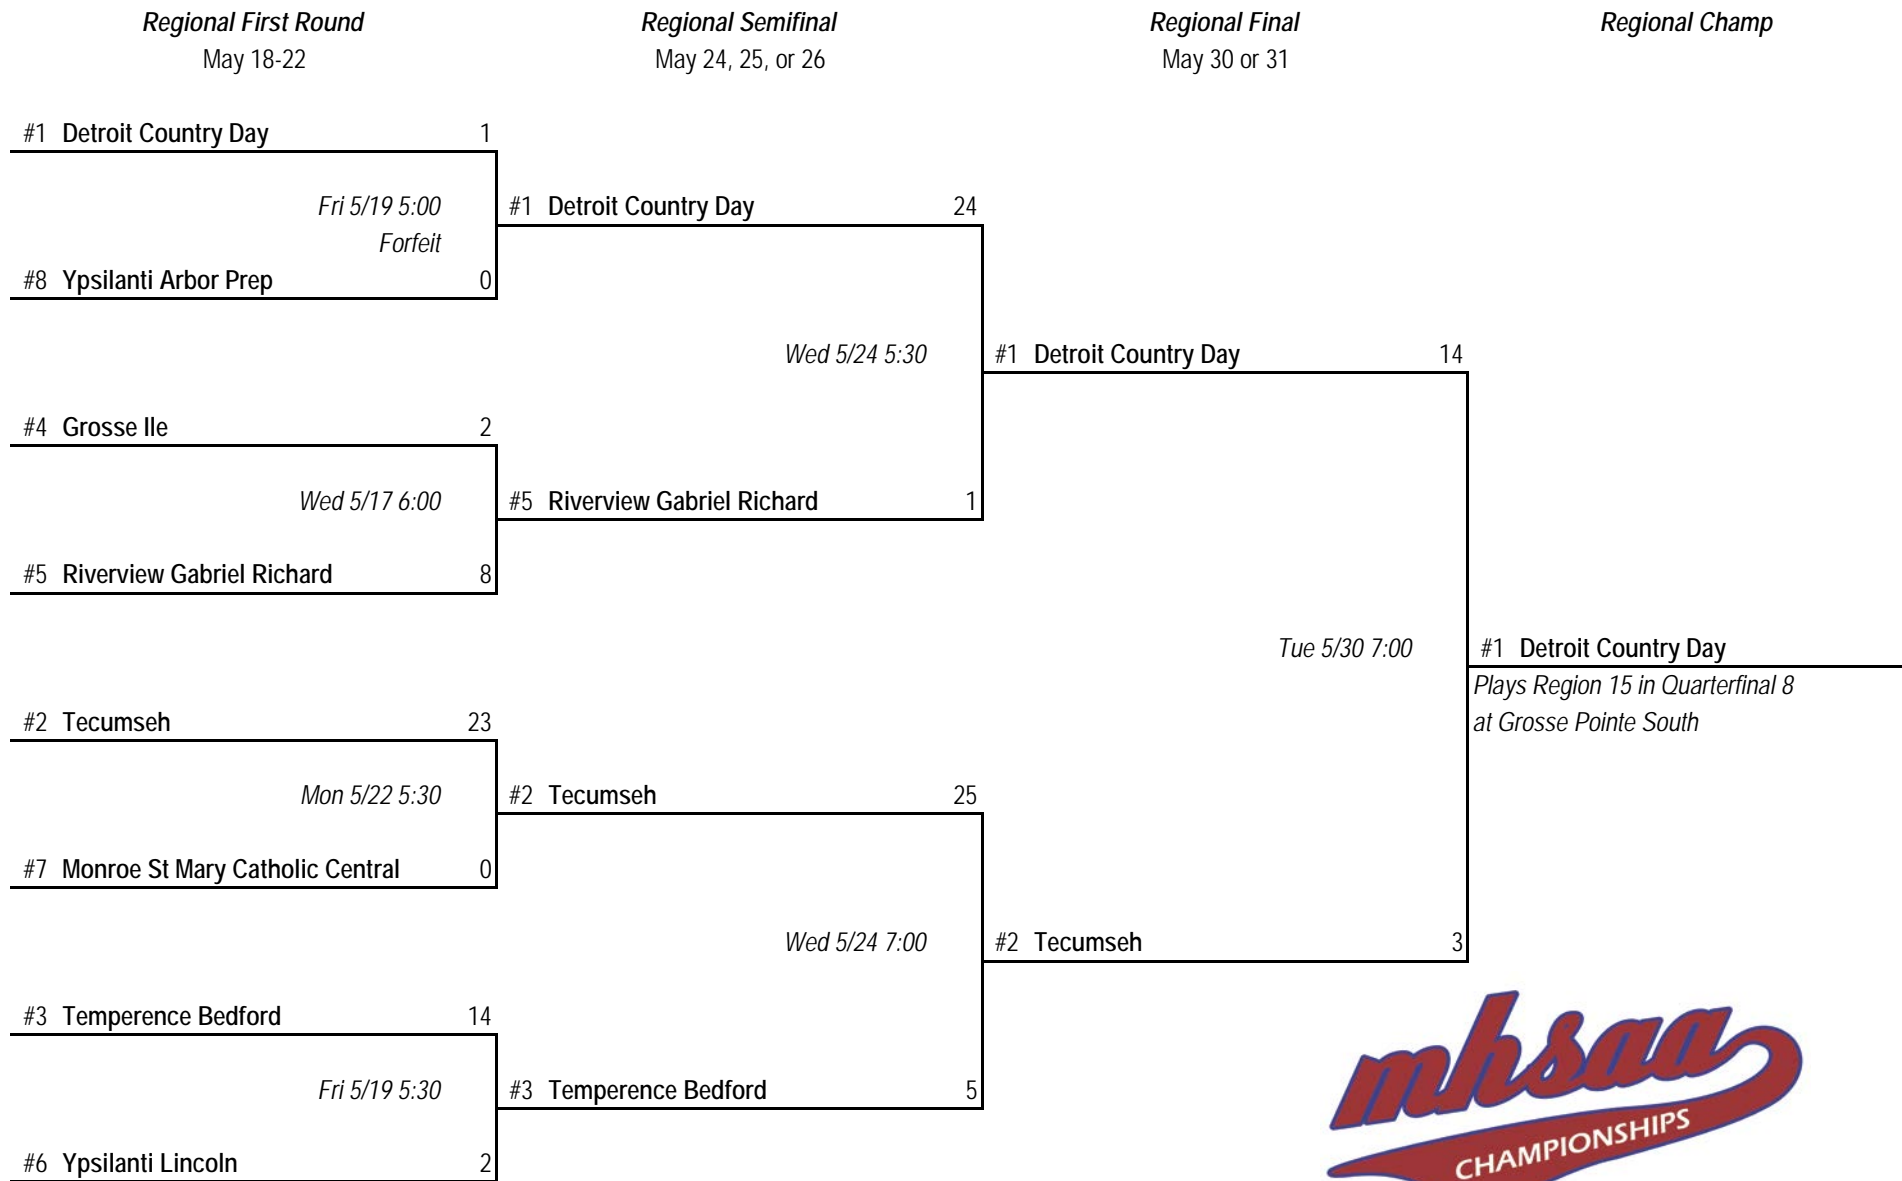 Regional First Round
May 18-22
Regional Semifinal
May 24, 25, or 26
Regional Final
May 30 or 31
Regional Champ
#1 Detroit Country Day 1
Fri 5/19 5:00
Forfeit
#8 Ypsilanti Arbor Prep 0
#4 Grosse Ile 2
Wed 5/17 6:00
#5 Riverview Gabriel Richard 8
#2 Tecumseh 23
Mon 5/22 5:30
#7 Monroe St Mary Catholic Central 0
#3 Temperence Bedford 14
Fri 5/19 5:30
#6 Ypsilanti Lincoln 2
#1 Detroit Country Day 24
Wed 5/24 5:30
#5 Riverview Gabriel Richard 1
#2 Tecumseh 25
Wed 5/24 7:00
#3 Temperence Bedford 5
#1 Detroit Country Day 14
Tue 5/30 7:00
#2 Tecumseh 3
#1 Detroit Country Day
Plays Region 15 in Quarterfinal 8
at Grosse Pointe South
mhsaa
CHAMPIONSHIPS